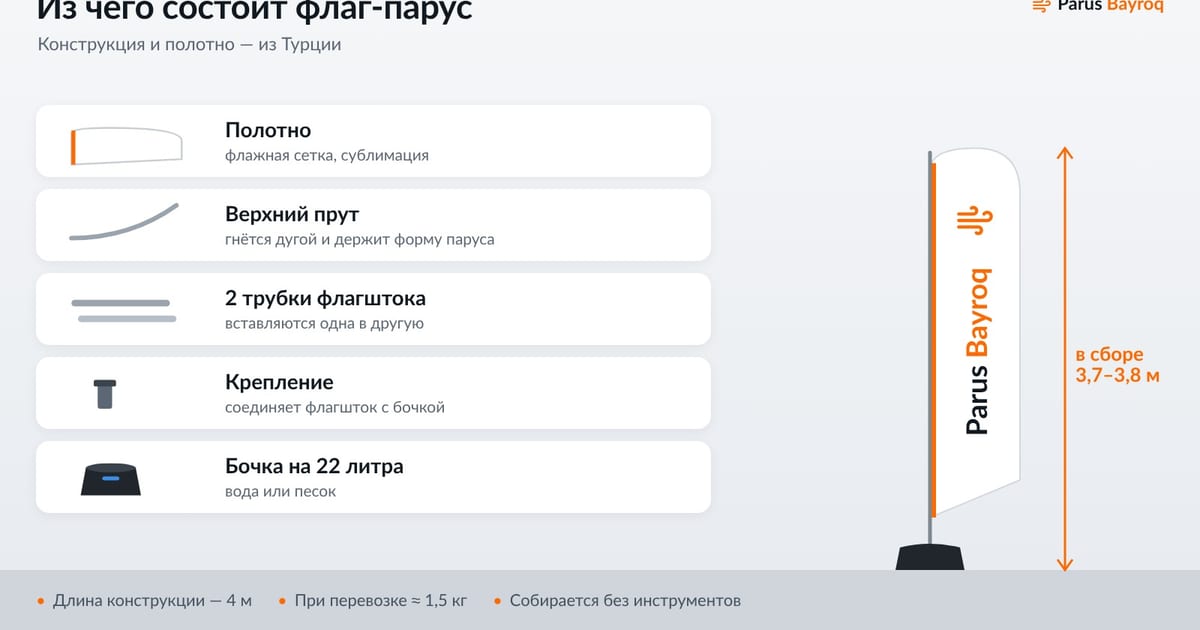 Из чего состоит флаг-парус
Parus Bayroq
Конструкция и полотно — из Турции
Полотно
флажная сетка, сублимация
Верхний прут
гнётся дугой и держит форму паруса
2 трубки флагштока
вставляются одна в другую
Крепление
соединяет флагшток с бочкой
Бочка на 22 литра
вода или песок
Parus Bayroq
в сборе
3,7–3,8 м
• Длина конструкции — 4 м • При перевозке ≈ 1,5 кг • Собирается без инструментов